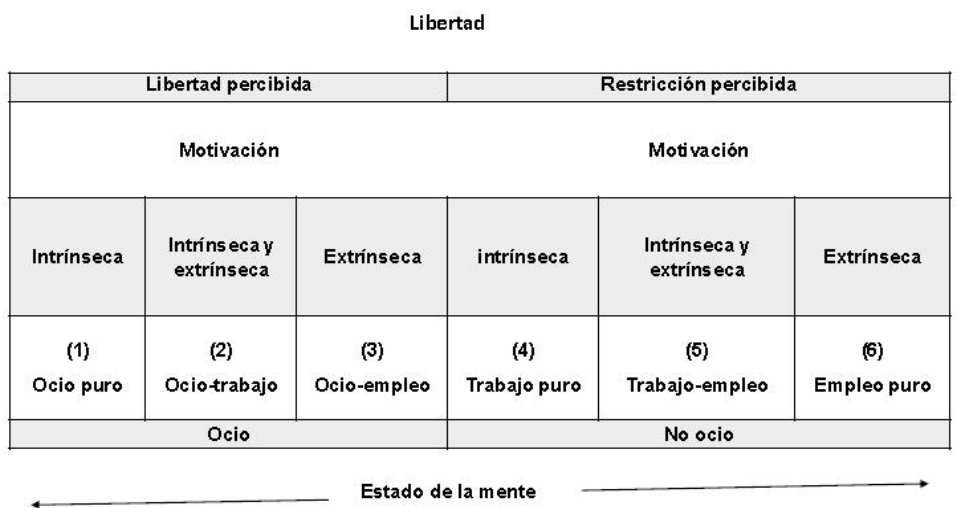 Libertad
Libertad percibida
Restricción percibida
Motivación
Motivación
Intrínseca
Intrínseca y
extrínseca
Extrínseca
intrínseca
Intrínseca y
extrínseca
Extrínseca
(1)
Ocio puro
(2)
Ocio-trabajo
(3)
Ocio-empleo
(4)
Trabajo puro
(5)
Trabajo-empleo
(6)
Empleo puro
Ocio
No ocio
Estado de la mente